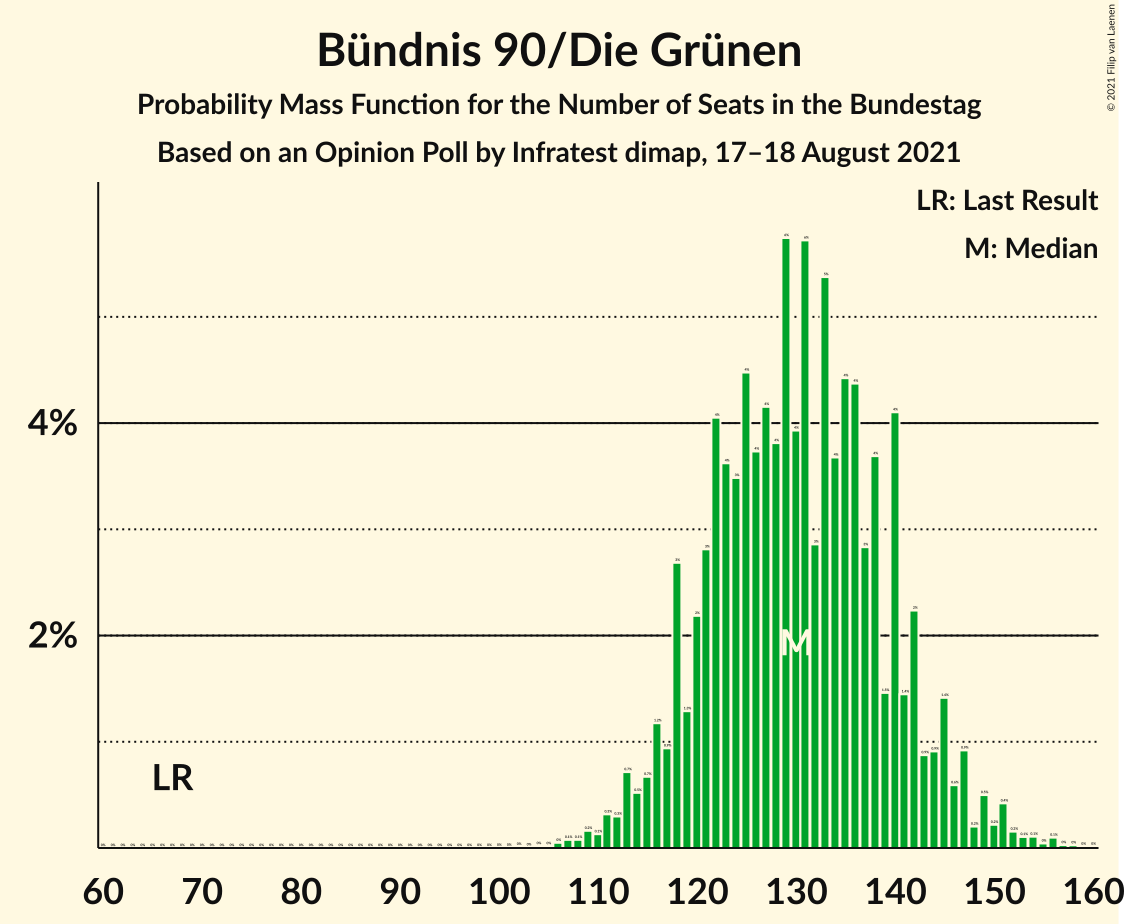 Bündnis 90/Die Grünen
Probability Mass Function for the Number of Seats in the Bundestag
Based on an Opinion Poll by Infratest dimap, 17–18 August 2021
© 2021 Filip van Laenen
LR: Last Result
M: Median
4%
2%
LR
M
60 70 80 90 100 110 120 130 140 150 160